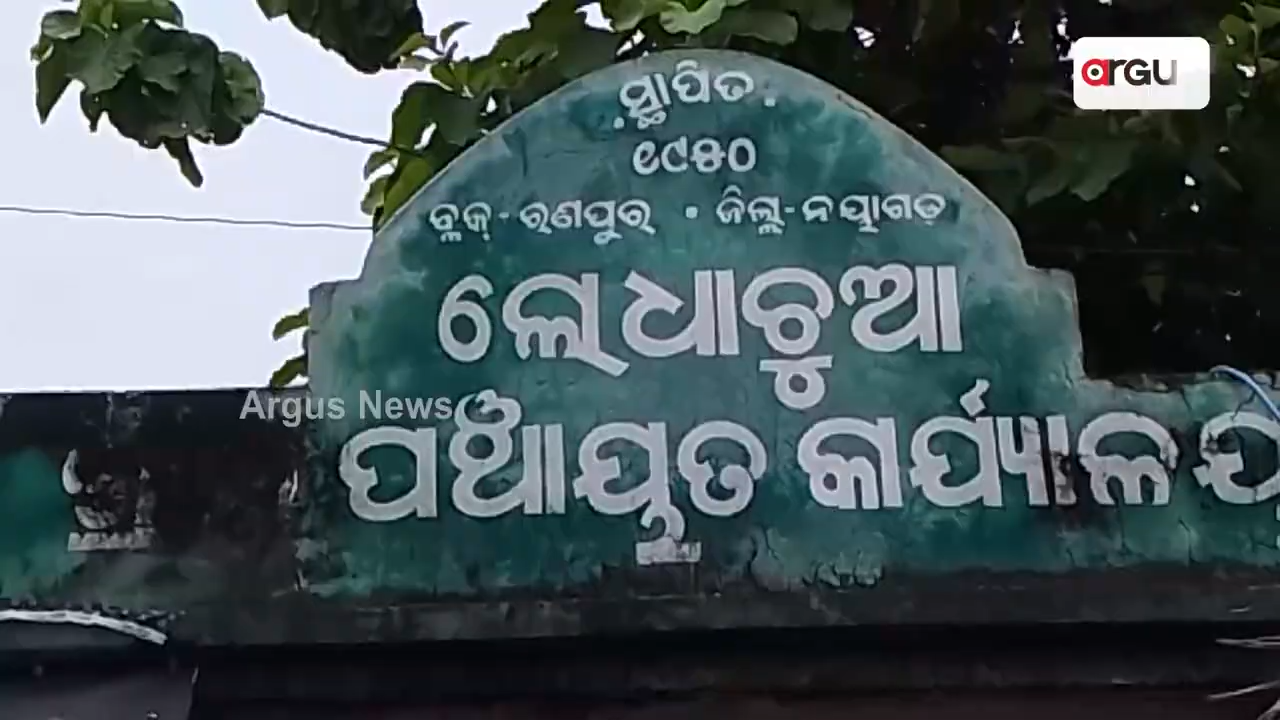 ସ୍ଥାପିତ
୧୯୫୦
ବ୍ଲକ୍ - ରଣପୁର • ଜିଲ୍ଲା - ନୟାଗଡ଼
ଲୋଧାଚୁଆ
ପଞ୍ଚାୟତ କାର୍ଯ୍ୟାଳୟ
Argus News
argu